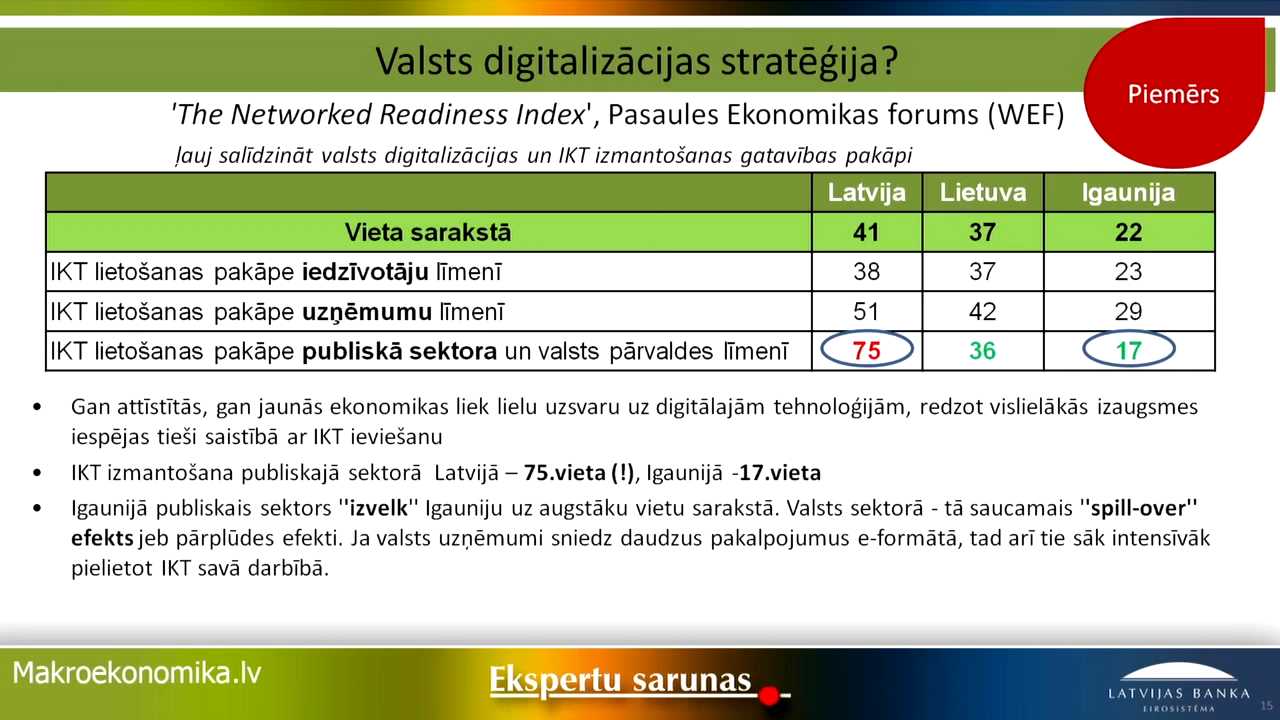 Valsts digitalizācijas stratēģija?
Piemērs
'The Networked Readiness Index', Pasaules Ekonomikas forums (WEF)
ļauj salīdzināt valsts digitalizācijas un IKT izmantošanas gatavības pakāpi
Latvija Lietuva Igaunija
Vieta sarakstā 41 37 22
IKT lietošanas pakāpe iedzīvotāju līmenī 38 37 23
IKT lietošanas pakāpe uzņēmumu līmenī 51 42 29
IKT lietošanas pakāpe publiskā sektora un valsts pārvaldes līmenī 75 36 17
• Gan attīstītās, gan jaunās ekonomikas liek lielu uzsvaru uz digitālajām tehnoloģijām, redzot vislielākās izaugsmes
iespējas tieši saistībā ar IKT ieviešanu
• IKT izmantošana publiskajā sektorā Latvijā – 75.vieta (!), Igaunijā -17.vieta
• Igaunijā publiskais sektors ''izvelk'' Igauniju uz augstāku vietu sarakstā. Valsts sektorā - tā saucamais ''spill-over''
efekts jeb pārplūdes efekti. Ja valsts uzņēmumi sniedz daudzus pakalpojumus e-formātā, tad arī tie sāk intensīvāk
pielietot IKT savā darbībā.
Makroekonomika.lv
Ekspertu sarunas
LATVIJAS BANKA
EIROSISTĒMA
15